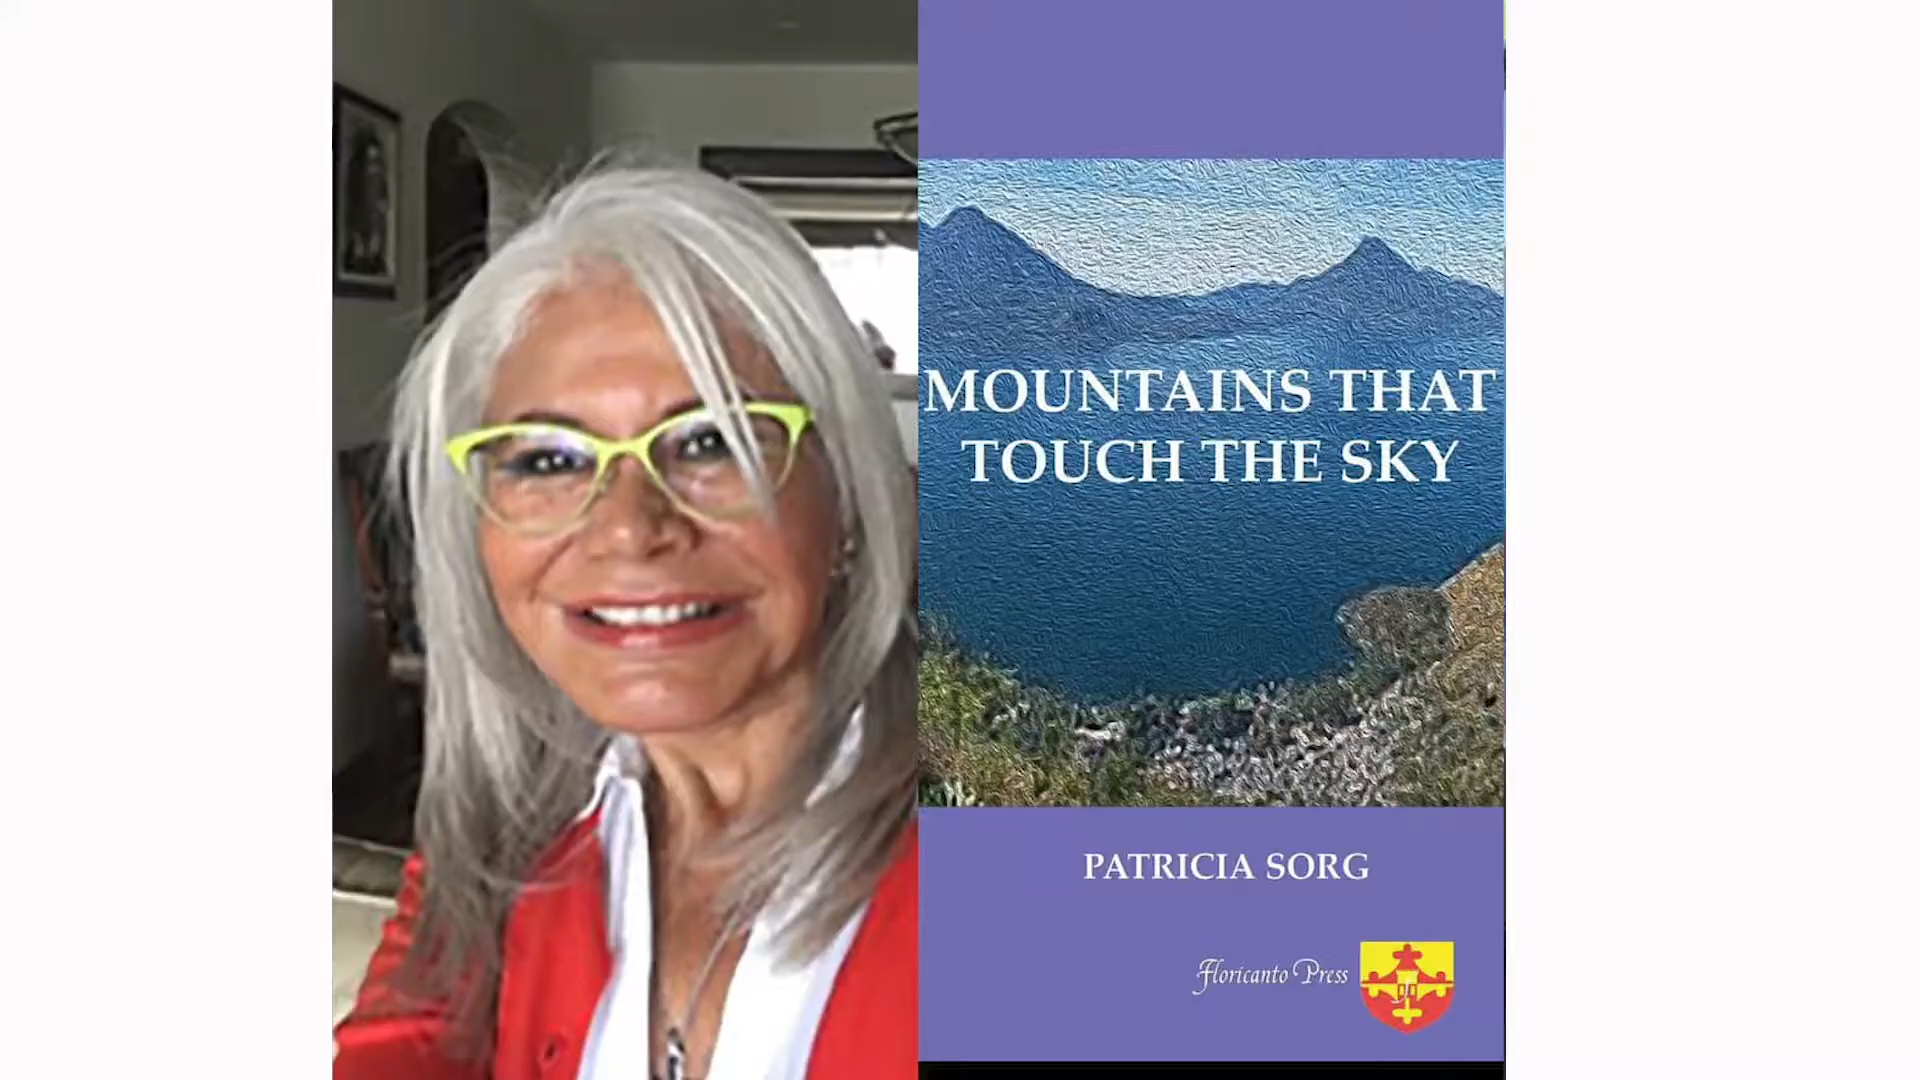 MOUNTAINS THAT
TOUCH THE SKY
PATRICIA SORG
Floricanto Press